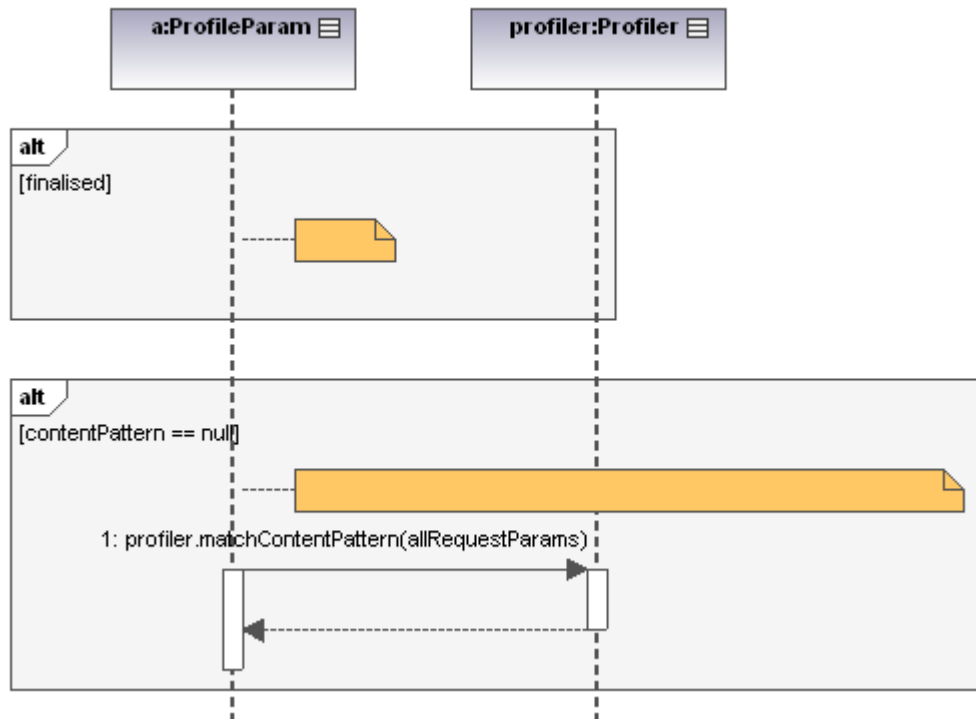 a:ProfileParam
profiler:Profiler
alt
[finalised]
alt
[contentPattern == null]
1: profiler.matchContentPattern(allRequestParams)